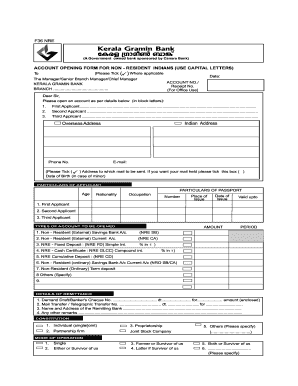 F36 NRE
Kerala Gramin Bank
കേരള ഗ്രാമീൺ ബാങ്ക്
(A Government owned bank sponsored by Canara Bank)
ACCOUNT OPENING FORM FOR NON - RESIDENT INDIANS (USE CAPITAL LETTERS)
To (Please Tick ✓) Where applicable
Date:
The Manager/Senior Branch Manager/Chief Manager
KERALA GRAMIN BANK
BRANCH
ACCOUNT NO./
Receipt No.
(For Office Use)
Dear Sir,
Please open an account as per details below (in block letters)
1. First Applicant
2. Second Applicant
3. Third Applicant
Overseas Address Indian Address
Phone No. E-mail:
(Please Tick (✓) Address to which mail to be sent. If you want your mail held please tick this box
Date of Birth (in case of minor)
PARTICULARS OF APPLICANT
Age Nationality Occupation
PARTICULARS OF PASSPORT
Number Place of Issue Date of Issue Valid upto
1. First Applicant
2. Second Applicant
3. Third Applicant
TYPES OF ACCOUNT TO BE OPENED AMOUNT PERIOD
1. Non - Resident (External) Savings Bank A/c. (NRE SB)
2. Non - Resident (External) Current A/c. (NRE CA)
3. NRE - Fixed Deposit (NRE FD) Simple Int. % in ( )
4. NRE - Cash Certificate Compound Int. % in ( )
5. NRE Cumulative Deposit (NRE CD)
6. Non - Resident (ordinary) Savings Bank A/c /Current A/c (NRO SB/CA)
7. Non-Resident (Ordinary) Term deposit
8. Others (Specify)
9.
DETAILS OF REMITTANCE
1. Demand Draft/Banker's Cheque No. dt for amount (enclosed)
2. Mail Transfer / Telegraphic Transfer No. dt for
3. Name and Address of the Remitting Bank
4. Any other remarks
CONSTITUTION
1. Individual (single/joint) 3. Proprietorship 5. Others (Please specify)
2. Partnership firm 4. Joint Stock Company
MODE OF OPERATION
1. Single 3. Former or Survivor of us 5. Both or Survivor of us
2. Either or Survivor of us 4. Latter or Survivor of us 6.
(Please specify)